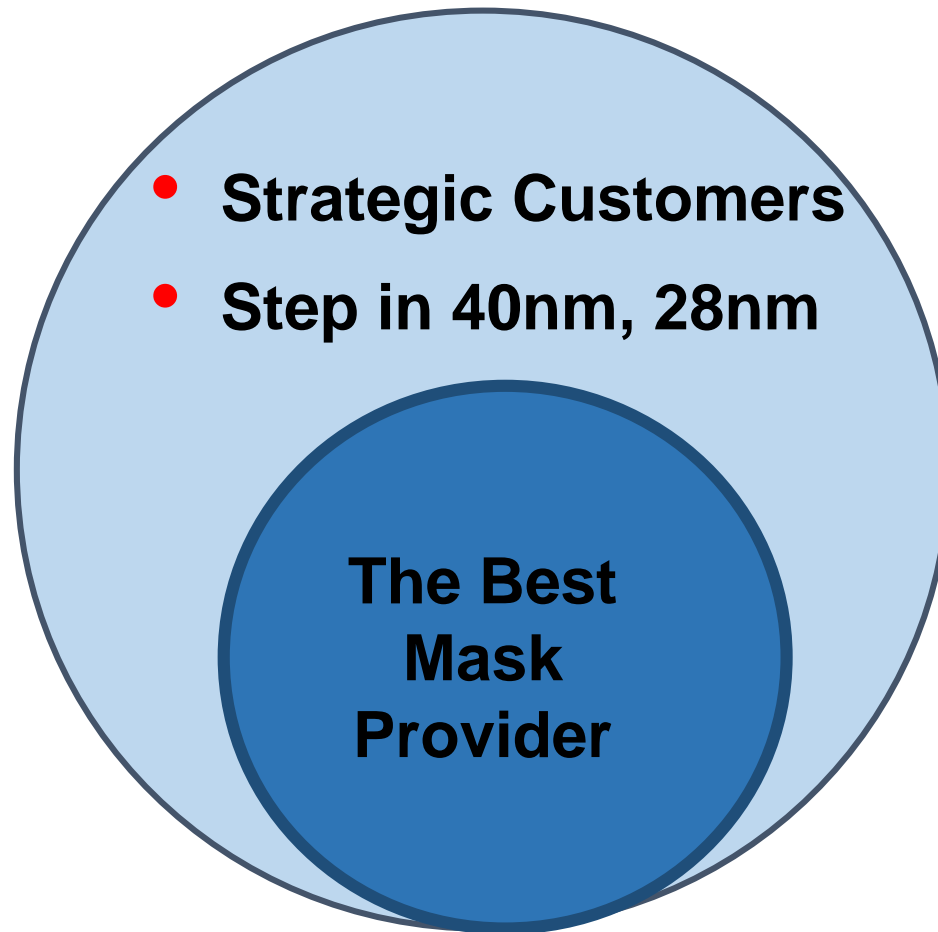 • Strategic Customers
• Step in 40nm, 28nm
The Best
Mask
Provider